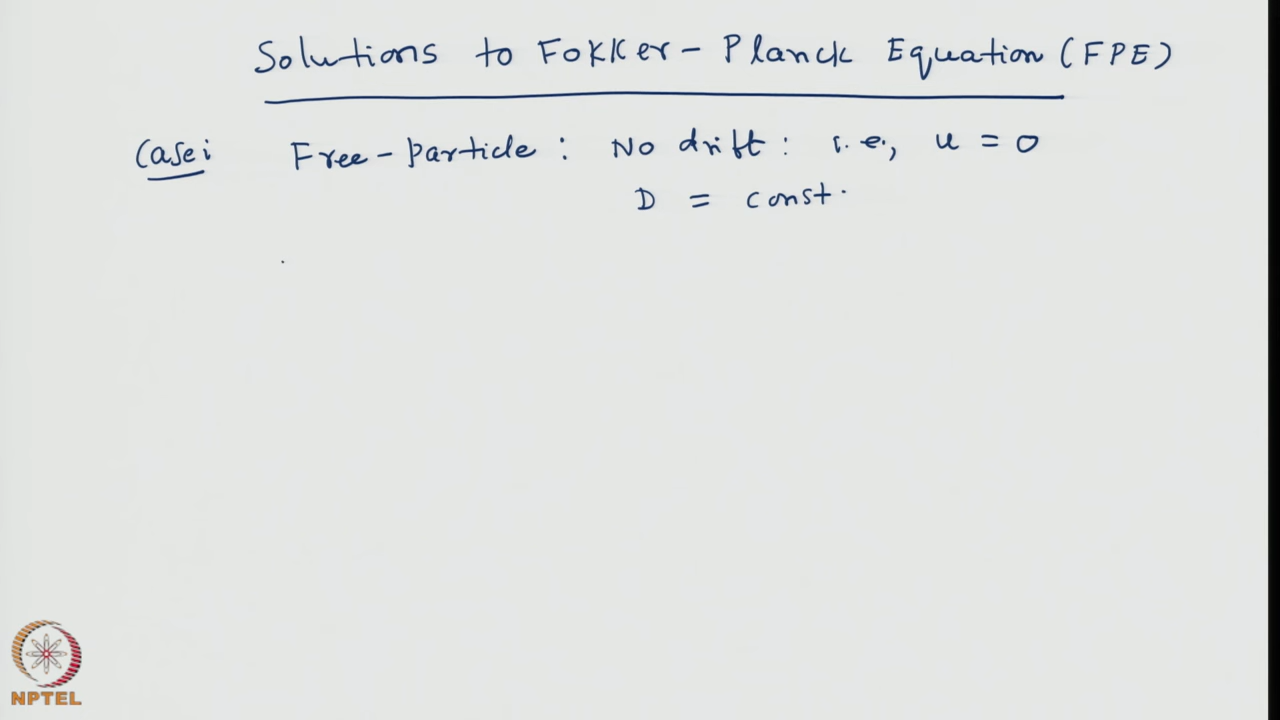 Solutions to Fokker-Planck Equation (FPE)
Case i Free-particle : No drift : i.e., u = 0
D = const.
NPTEL